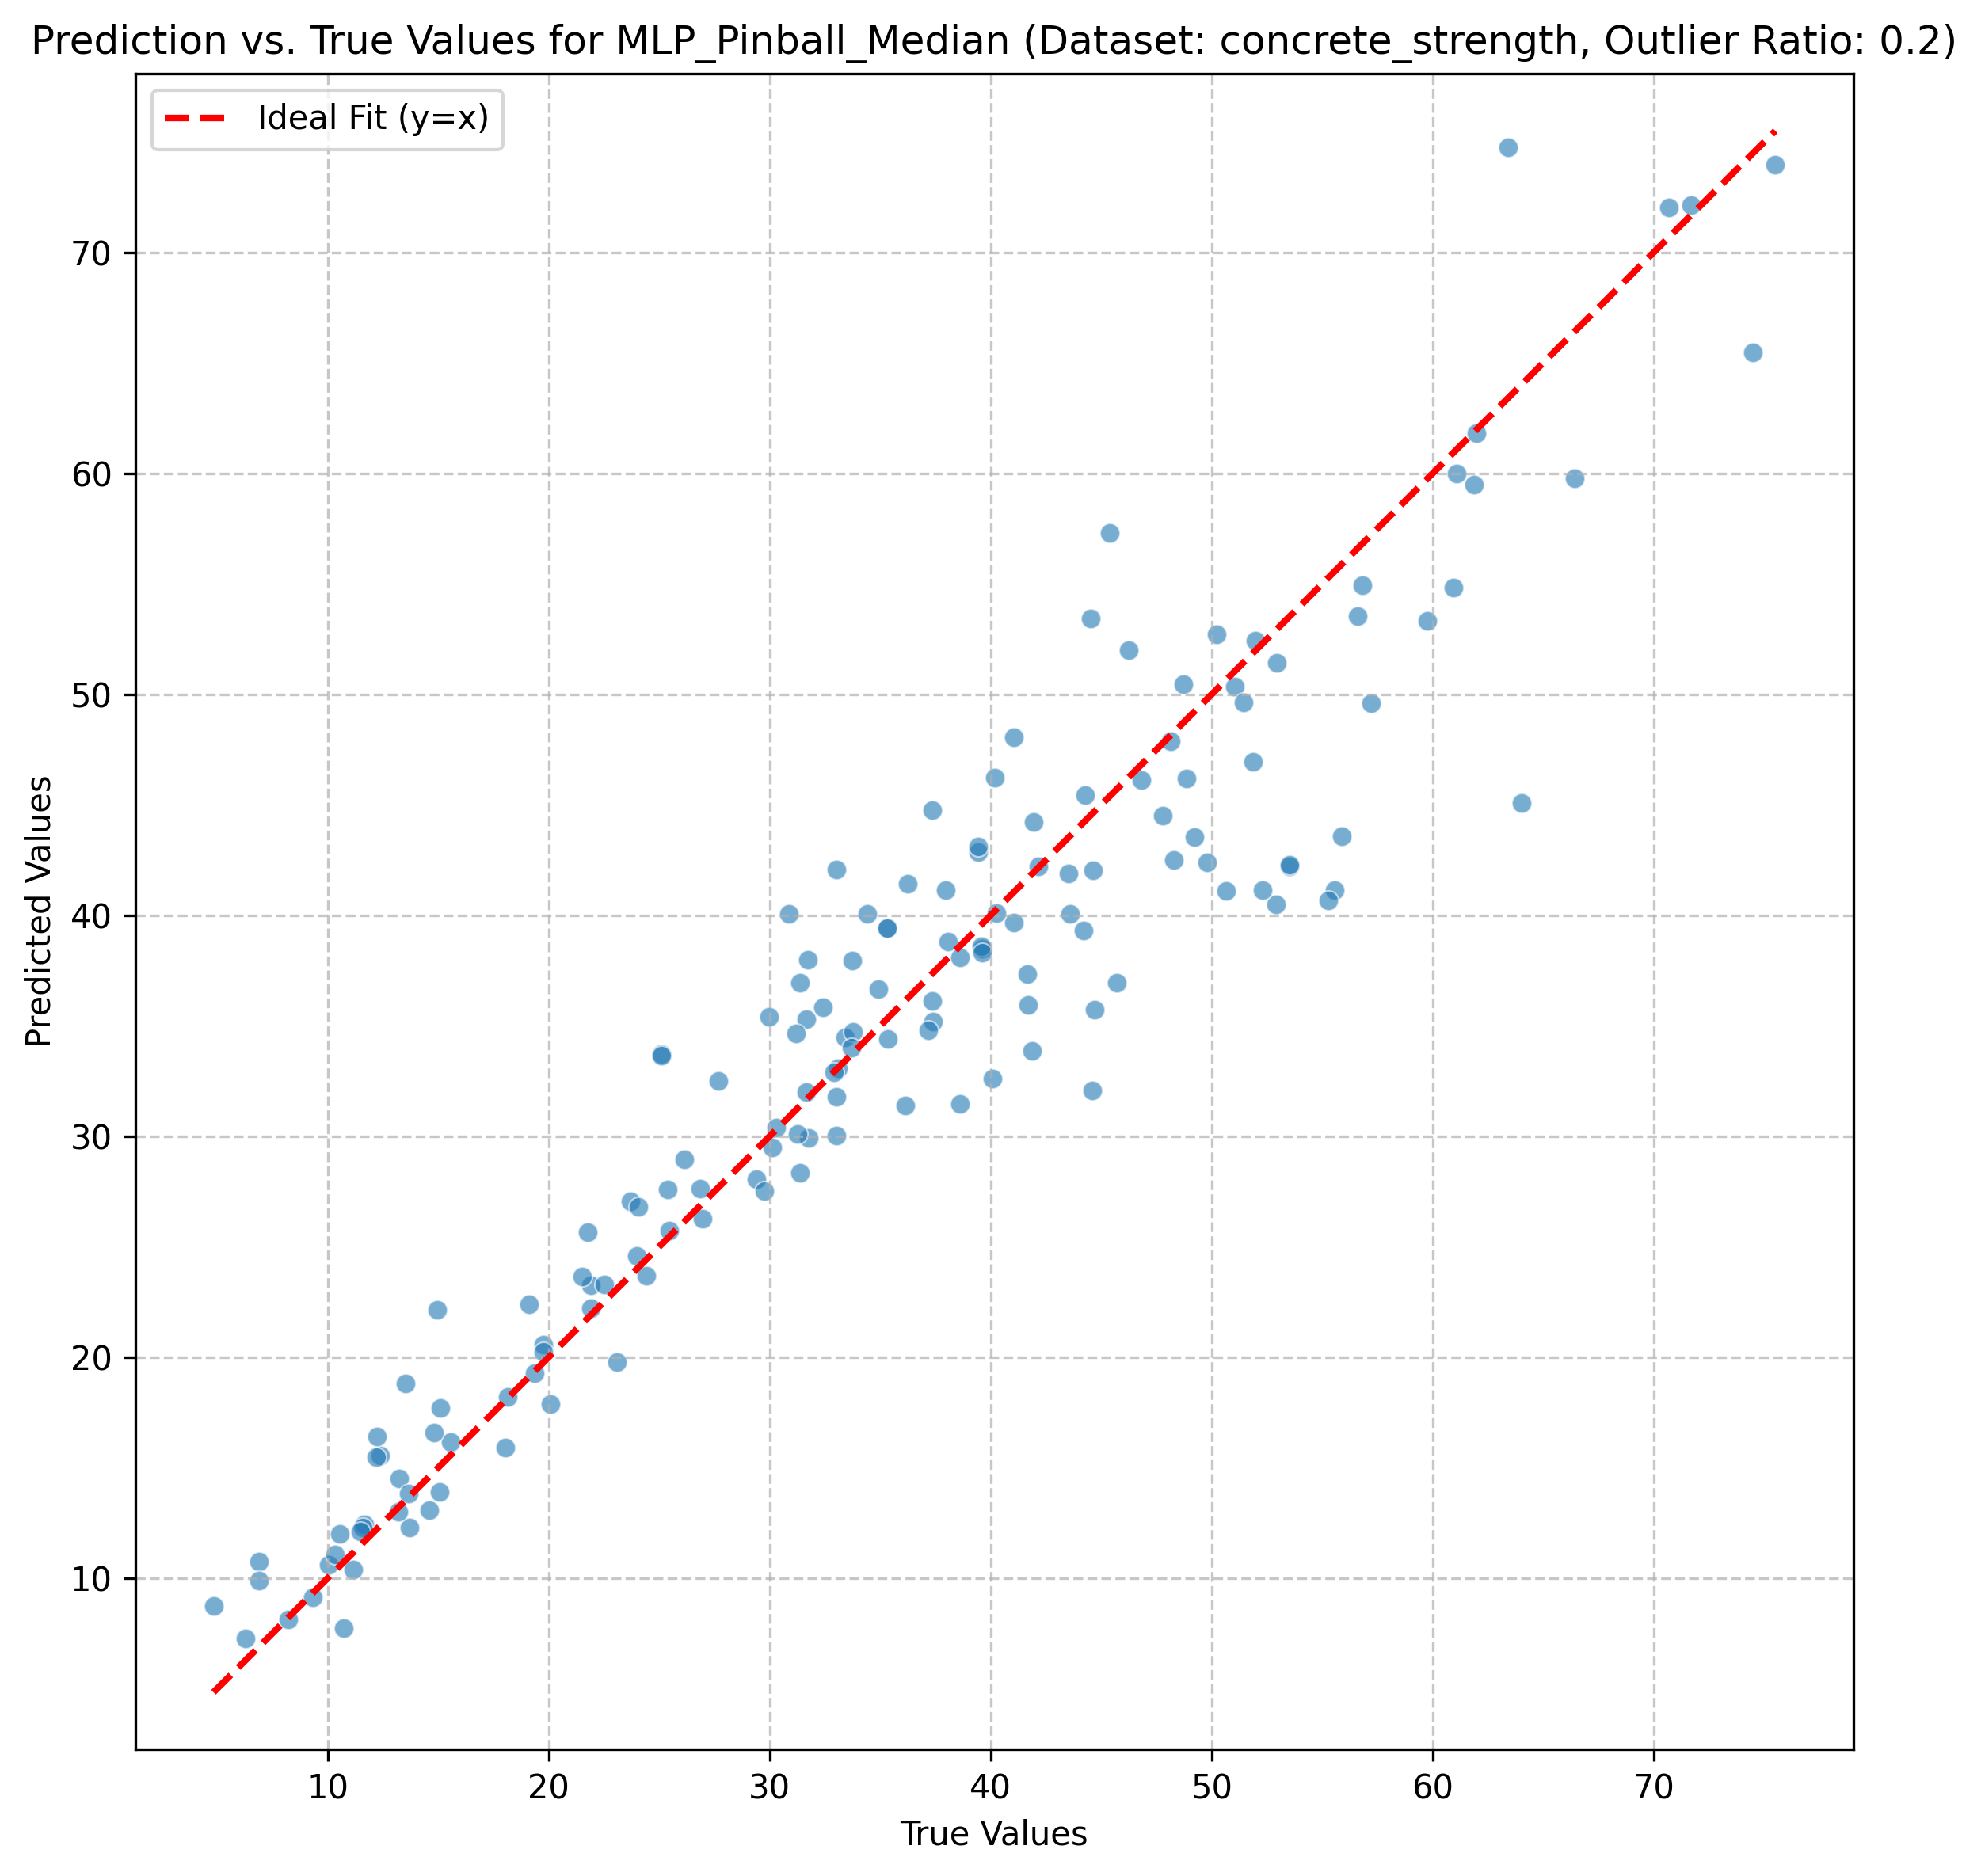 Prediction vs. True Values for MLP_Pinball_Median (Dataset: concrete_strength, Outlier Ratio: 0.2)
Ideal Fit (y=x)
Predicted Values
70
60
50
40
30
20
10
10 20 30 40 50 60 70
True Values